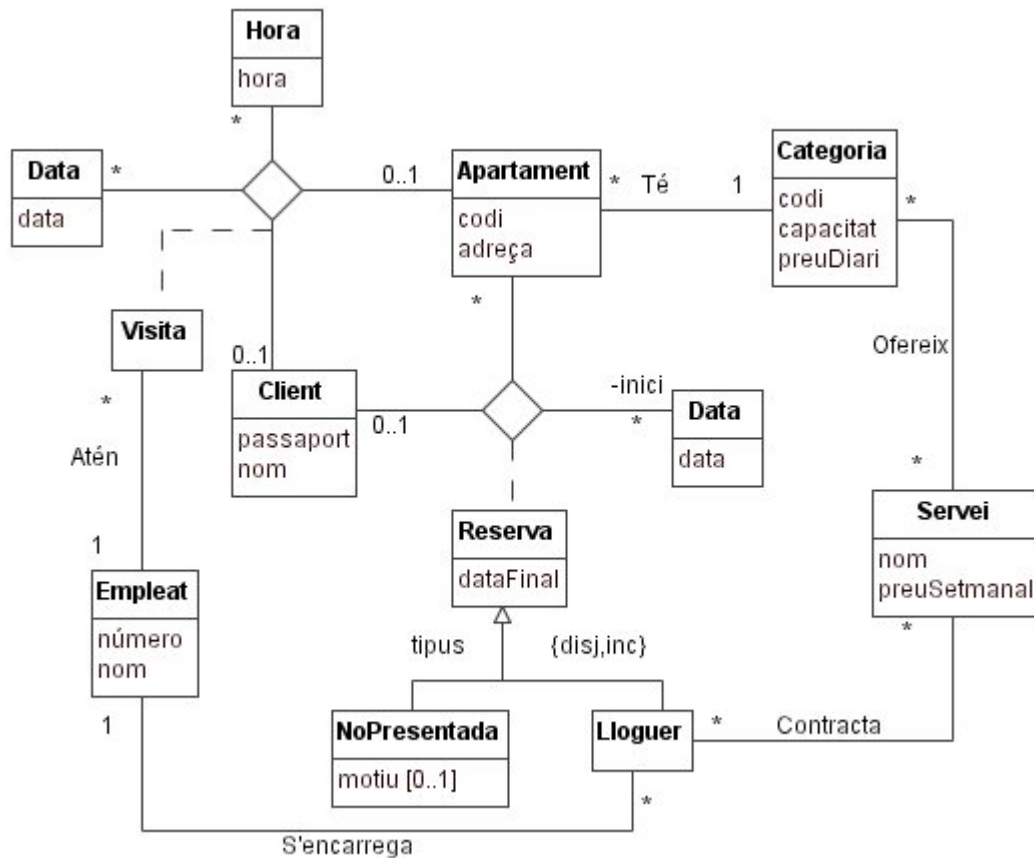 Hora
hora
*
Data
data
*
0..1
Apartament
codi
adreça
*
* Té 1
Categoria
codi
capacitat
preuDiari
*
Visita
*
0..1
Client
passaport
nom
0..1
-inici
*
Data
data
Ofereix
*
Atén
1
Reserva
dataFinal
Servei
nom
preuSetmanal
*
Empleat
número
nom
1
tipus {disj,inc}
NoPresentada
motiu [0..1]
Lloguer
* Contracta
*
S'encarrega